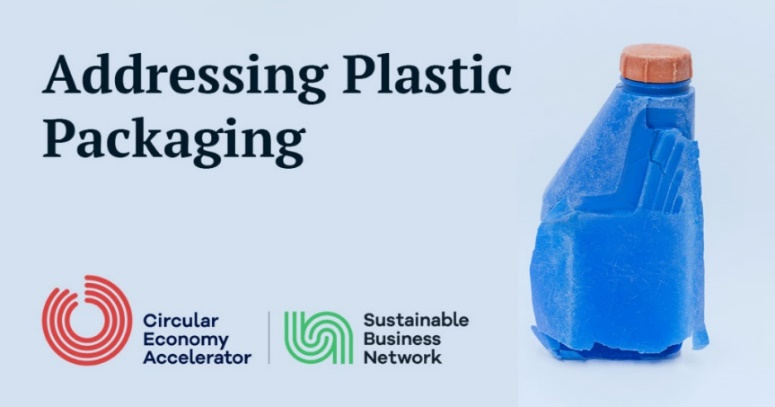 Addressing Plastic
Packaging
Circular
Economy
Accelerator
Sustainable
Business
Network